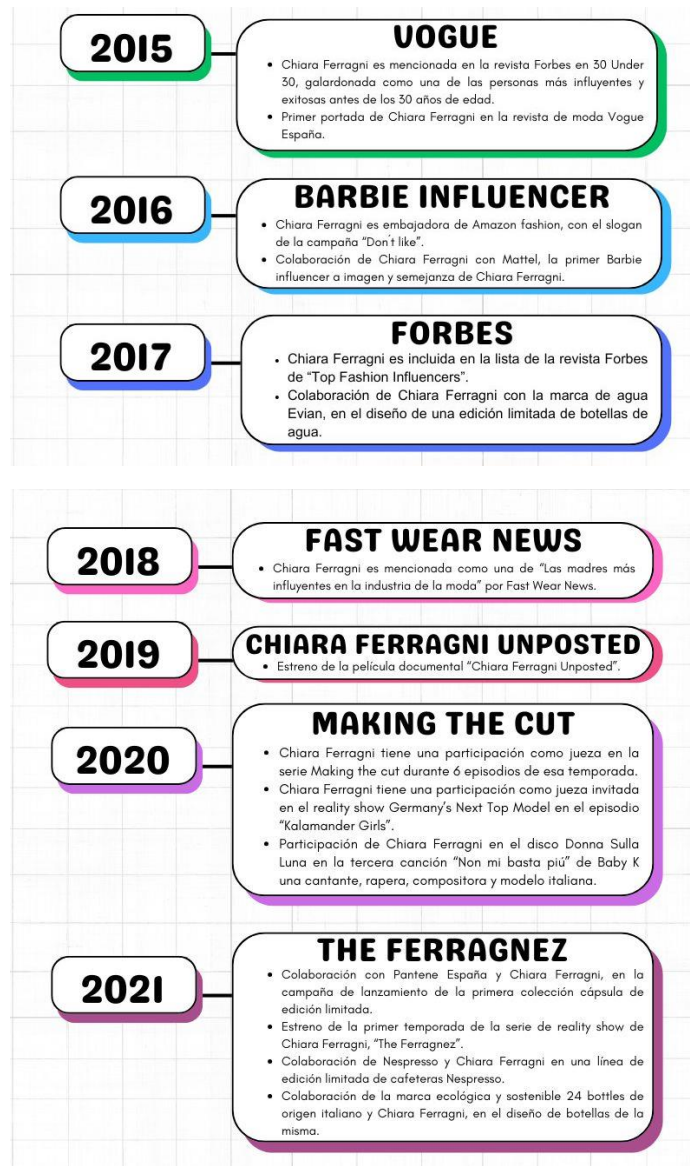 2015
VOGUE
• Chiara Ferragni es mencionada en la revista Forbes en 30 Under
30, galardonada como una de las personas más influyentes y
exitosas antes de los 30 años de edad.
• Primer portada de Chiara Ferragni en la revista de moda Vogue
España.
2016
BARBIE INFLUENCER
• Chiara Ferragni es embajadora de Amazon fashion, con el slogan
de la campaña “Don´t like”.
• Colaboración de Chiara Ferragni con Mattel, la primer Barbie
influencer a imagen y semejanza de Chiara Ferragni.
2017
FORBES
• Chiara Ferragni es incluida en la lista de la revista Forbes
de “Top Fashion Influencers”.
• Colaboración de Chiara Ferragni con la marca de agua
Evian, en el diseño de una edición limitada de botellas de
agua.
2018
FAST WEAR NEWS
• Chiara Ferragni es mencionada como una de “Las madres más
influyentes en la industria de la moda” por Fast Wear News.
2019
CHIARA FERRAGNI UNPOSTED
• Estreno de la película documental “Chiara Ferragni Unposted”.
2020
MAKING THE CUT
• Chiara Ferragni tiene una participación como jueza en la
serie Making the cut durante 6 episodios de esa temporada.
• Chiara Ferragni tiene una participación como jueza invitada
en el reality show Germany’s Next Top Model en el episodio
“Kalamander Girls”.
• Participación de Chiara Ferragni en el disco Donna Sulla
Luna en la tercera canción “Non mi basta piú” de Baby K
una cantante, rapera, compositora y modelo italiana.
2021
THE FERRAGNEZ
• Colaboración con Pantene España y Chiara Ferragni, en la
campaña de lanzamiento de la primera colección cápsula de
edición limitada.
• Estreno de la primer temporada de la serie de reality show de
Chiara Ferragni, “The Ferragnez”.
• Colaboración de Nespresso y Chiara Ferragni en una línea de
edición limitada de cafeteras Nespresso.
• Colaboración de la marca ecológica y sostenible 24 bottles de
origen italiano y Chiara Ferragni, en el diseño de botellas de la
misma.